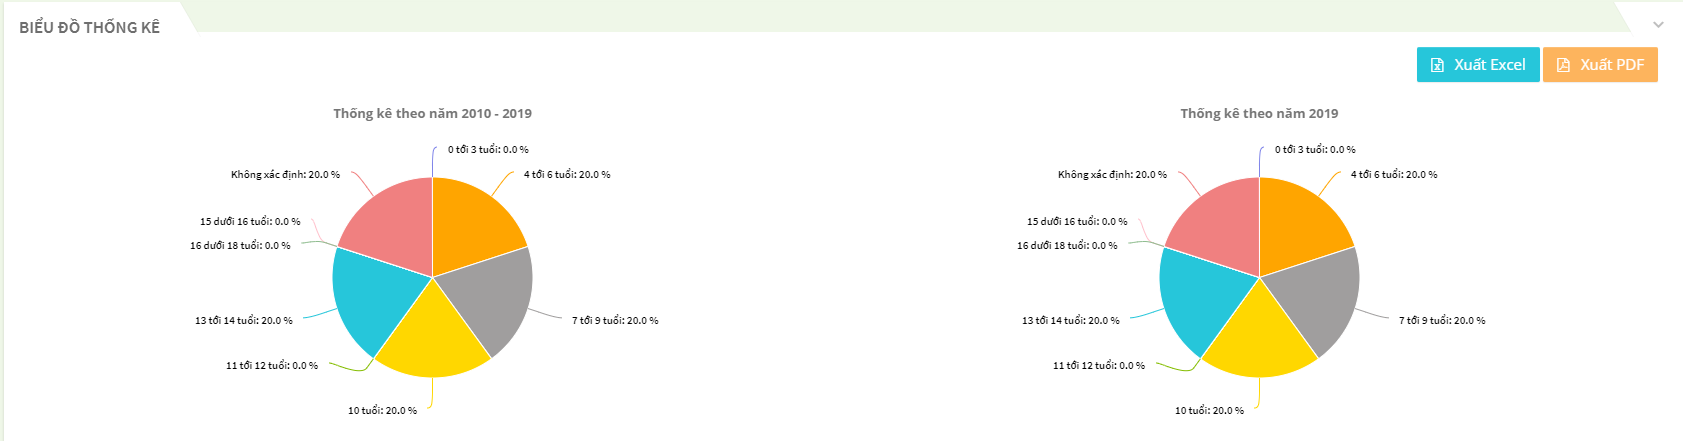 BIỂU ĐỒ THỐNG KÊ
Xuất Excel
Xuất PDF
Thống kê theo năm 2010 - 2019
0 tới 3 tuổi: 0.0 %
Không xác định: 20.0 %
4 tới 6 tuổi: 20.0 %
15 dưới 16 tuổi: 0.0 %
16 dưới 18 tuổi: 0.0 %
13 tới 14 tuổi: 20.0 %
7 tới 9 tuổi: 20.0 %
11 tới 12 tuổi: 0.0 %
10 tuổi: 20.0 %
Thống kê theo năm 2019
0 tới 3 tuổi: 0.0 %
Không xác định: 20.0 %
4 tới 6 tuổi: 20.0 %
15 dưới 16 tuổi: 0.0 %
16 dưới 18 tuổi: 0.0 %
13 tới 14 tuổi: 20.0 %
7 tới 9 tuổi: 20.0 %
11 tới 12 tuổi: 0.0 %
10 tuổi: 20.0 %